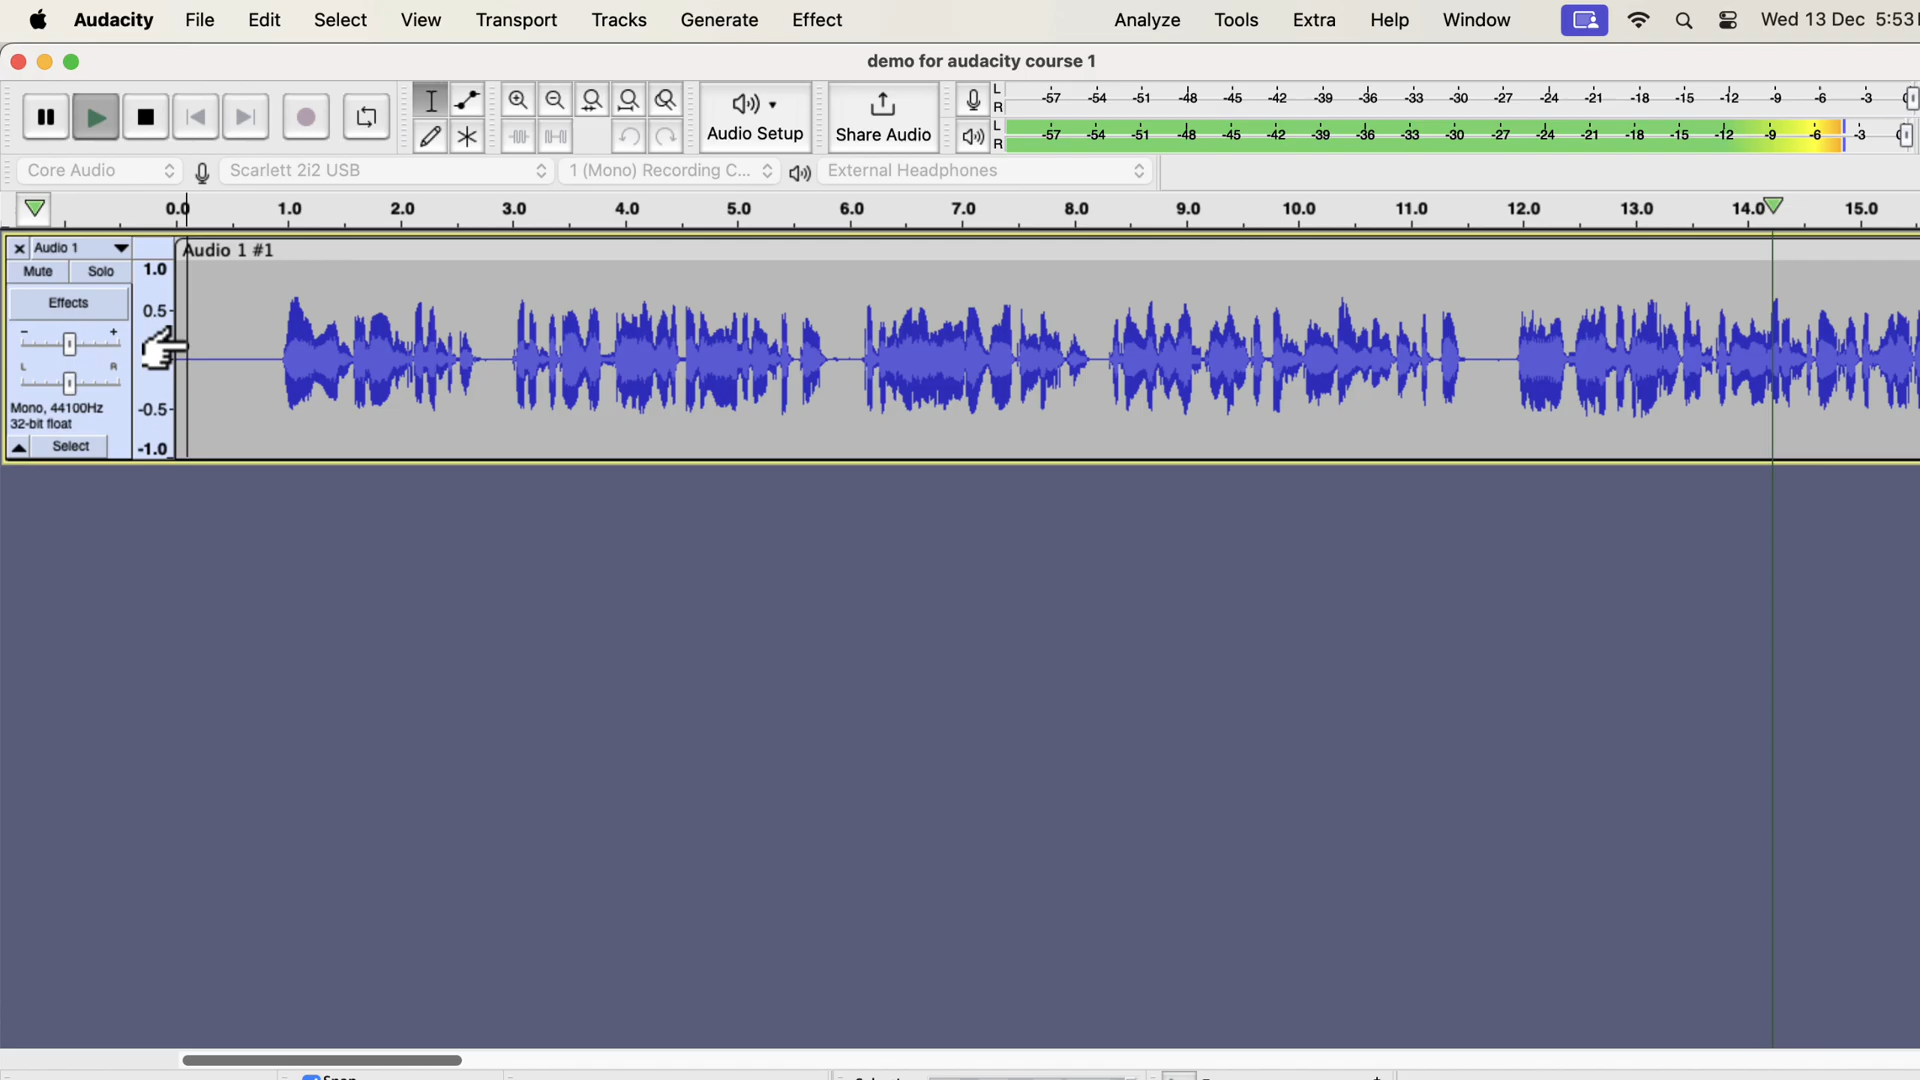 Audacity File Edit Select View Transport Tracks Generate Effect Analyze Tools Extra Help Window Wed 13 Dec 5:53
demo for audacity course 1
Audio Setup
Share Audio
L
R
-57 -54 -51 -48 -45 -42 -39 -36 -33 -30 -27 -24 -21 -18 -15 -12 -9 -6 -3
L
R
-57 -54 -51 -48 -45 -42 -39 -36 -33 -30 -27 -24 -21 -18 -15 -12 -9 -6 -3
Core Audio Scarlett 2i2 USB 1 (Mono) Recording C... External Headphones
0.0 1.0 2.0 3.0 4.0 5.0 6.0 7.0 8.0 9.0 10.0 11.0 12.0 13.0 14.0 15.0
Audio 1
Audio 1 #1
Mute Solo
1.0
Effects
0.5
- +
L R
Mono, 44100Hz
-0.5
32-bit float
Select
-1.0